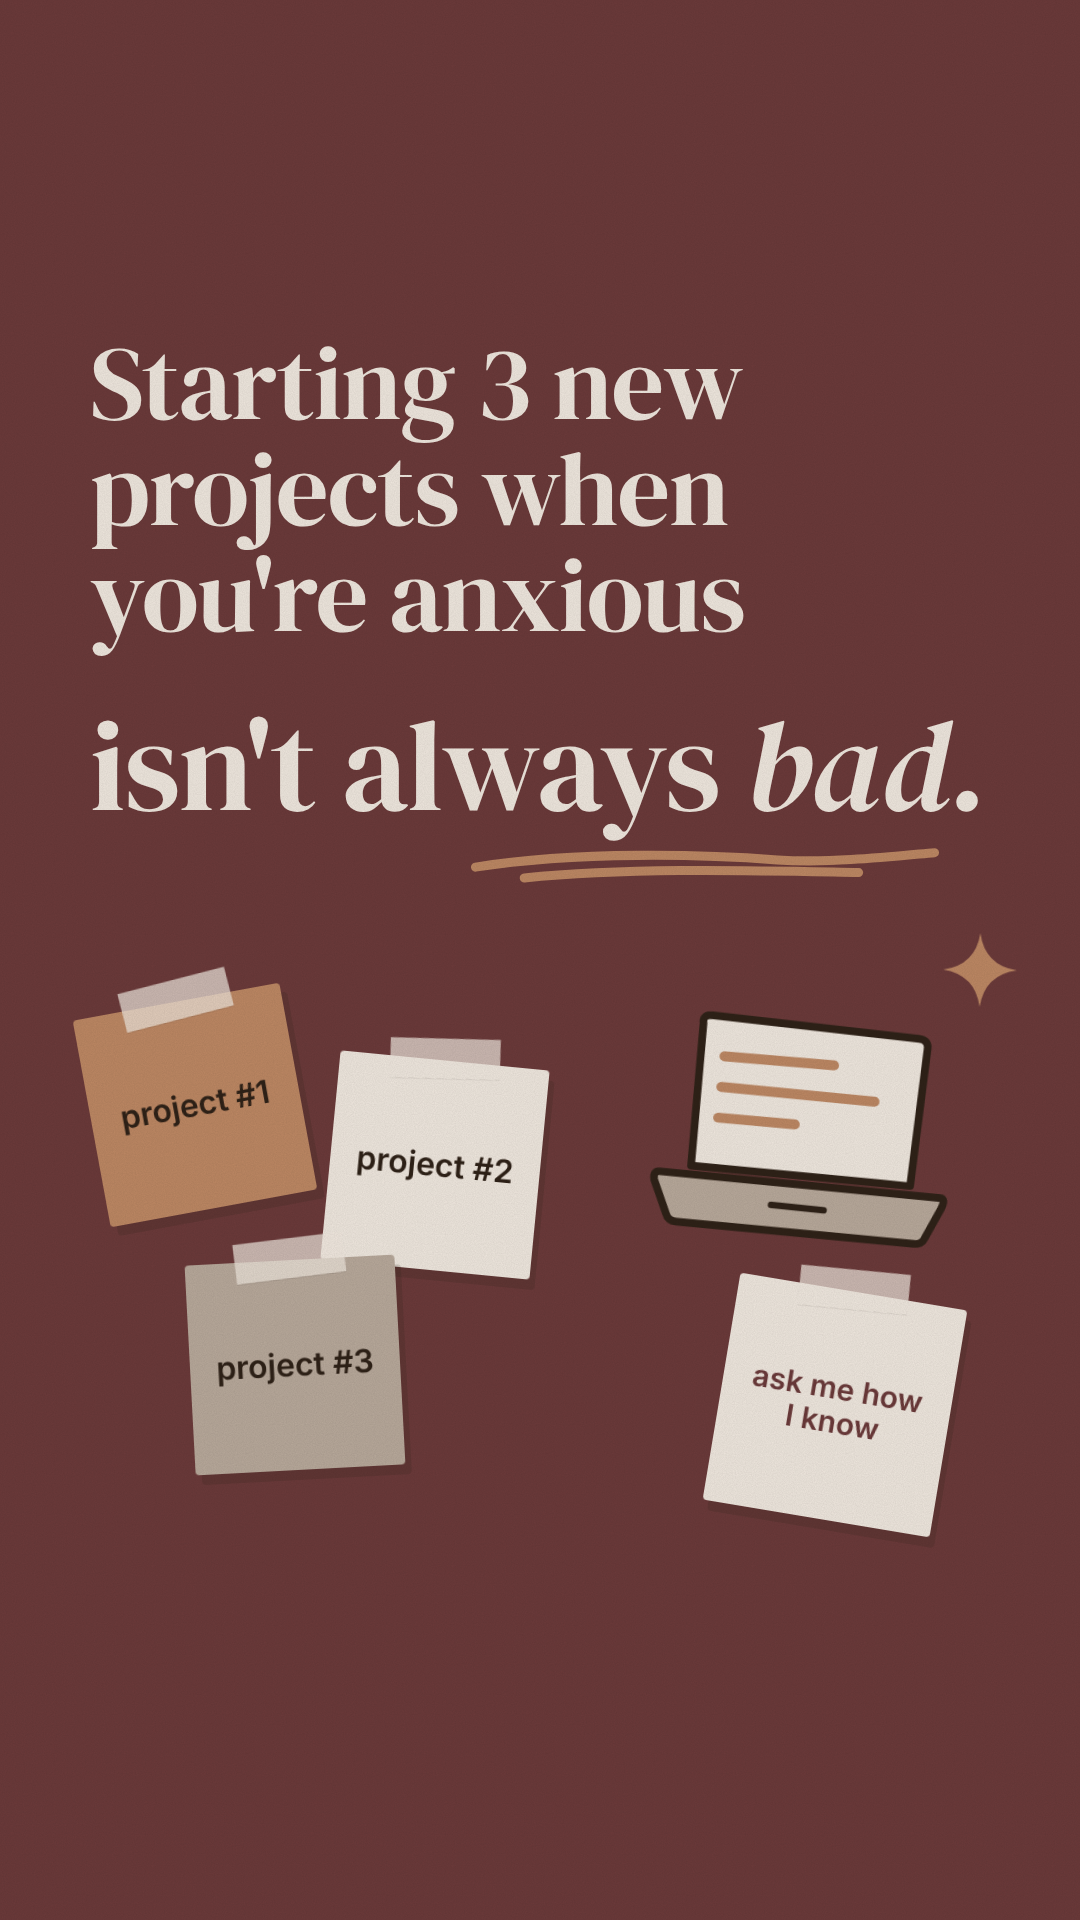 Starting 3 new
projects when
you're anxious
isn't always bad.
project #1
project #2
project #3
ask me how
I know